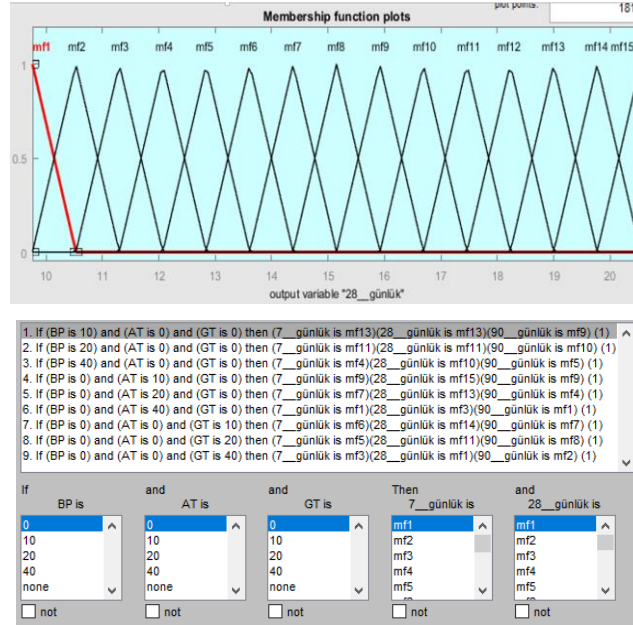 Membership function plots
plot points: 181
mf1 mf2 mf3 mf4 mf5 mf6 mf7 mf8 mf9 mf10 mf11 mf12 mf13 mf14 mf15
1
0.5
0
10 11 12 13 14 15 16 17 18 19 20
output variable "28__günlük"
1. If (BP is 10) and (AT is 0) and (GT is 0) then (7__günlük is mf13)(28__günlük is mf13)(90__günlük is mf9) (1)
2. If (BP is 20) and (AT is 0) and (GT is 0) then (7__günlük is mf11)(28__günlük is mf11)(90__günlük is mf10) (1)
3. If (BP is 40) and (AT is 0) and (GT is 0) then (7__günlük is mf4)(28__günlük is mf10)(90__günlük is mf5) (1)
4. If (BP is 0) and (AT is 10) and (GT is 0) then (7__günlük is mf9)(28__günlük is mf15)(90__günlük is mf9) (1)
5. If (BP is 0) and (AT is 20) and (GT is 0) then (7__günlük is mf7)(28__günlük is mf13)(90__günlük is mf4) (1)
6. If (BP is 0) and (AT is 40) and (GT is 0) then (7__günlük is mf1)(28__günlük is mf3)(90__günlük is mf1) (1)
7. If (BP is 0) and (AT is 0) and (GT is 10) then (7__günlük is mf6)(28__günlük is mf14)(90__günlük is mf7) (1)
8. If (BP is 0) and (AT is 0) and (GT is 20) then (7__günlük is mf5)(28__günlük is mf11)(90__günlük is mf8) (1)
9. If (BP is 0) and (AT is 0) and (GT is 40) then (7__günlük is mf3)(28__günlük is mf1)(90__günlük is mf2) (1)
If and and Then and
BP is AT is GT is 7__günlük is 28__günlük is
0 0 0 mf1 mf1
10 10 10 mf2 mf2
20 20 20 mf3 mf3
40 40 40 mf4 mf4
none none none mf5 mf5
not not not not not